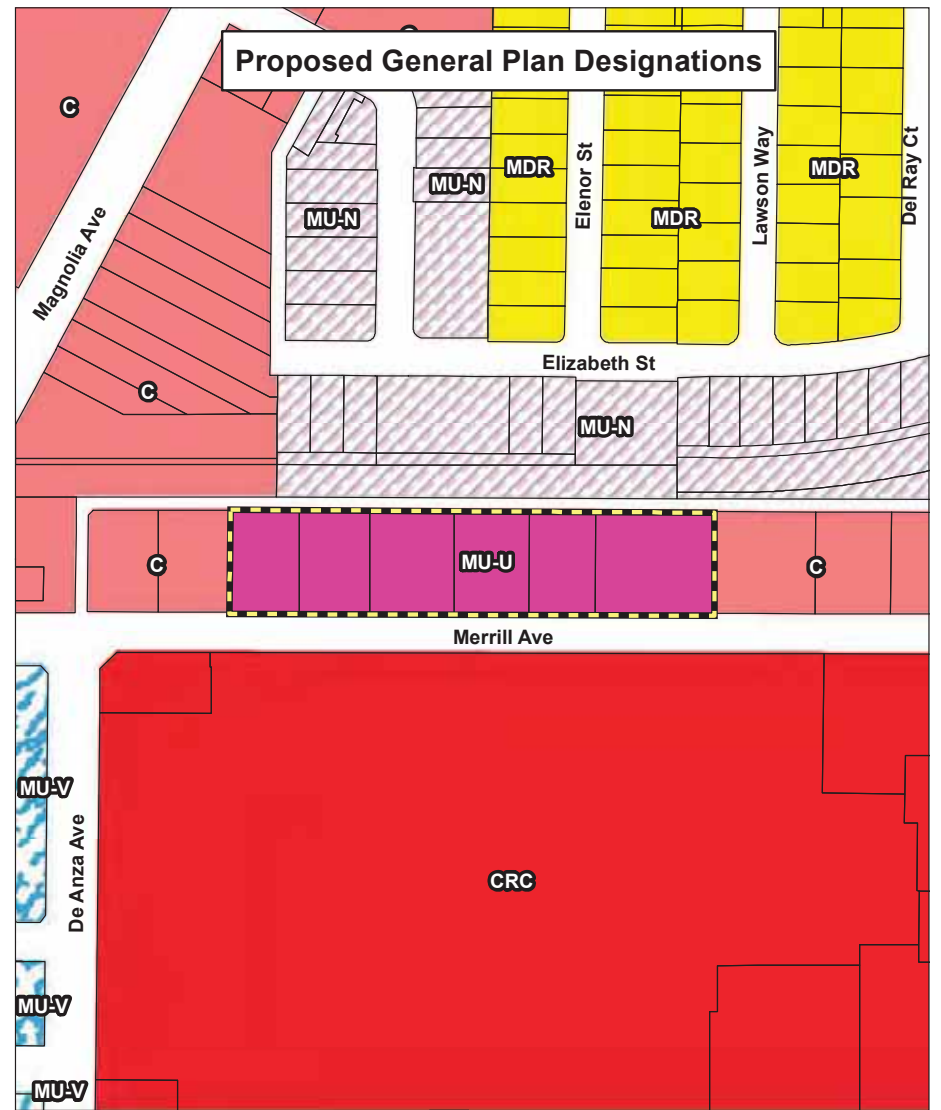 Proposed General Plan Designations
C
Magnolia Ave
MU-N
MU-N
MDR
Elenor St
MDR
Lawson Way
MDR
Del Ray Ct
Elizabeth St
C
MU-N
C
MU-U
C
Merrill Ave
MU-V
De Anza Ave
CRC
MU-V
MU-V